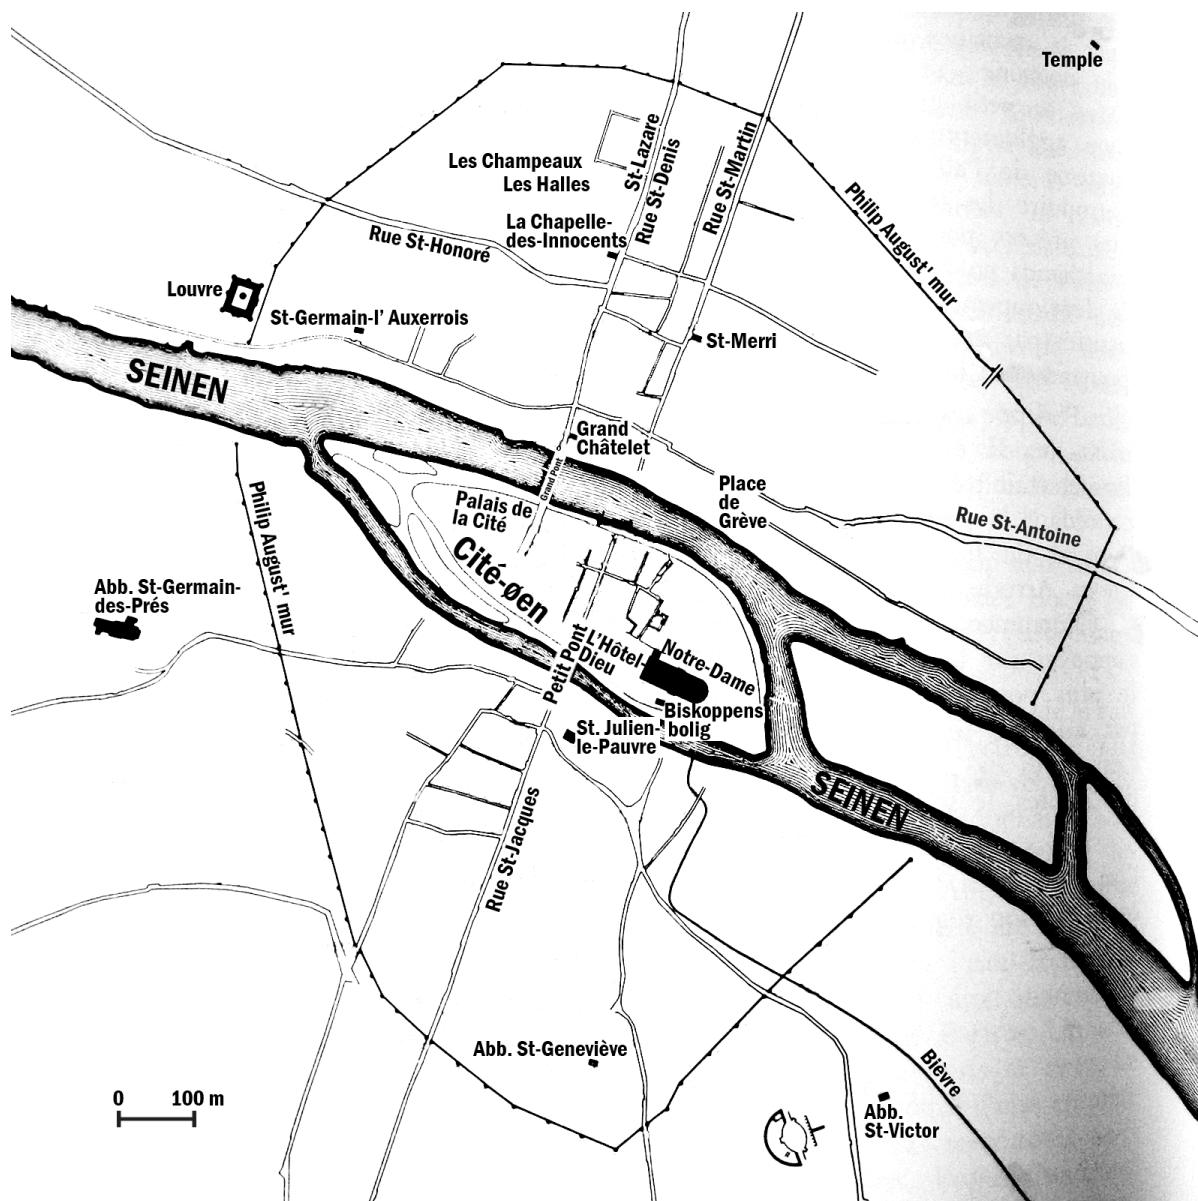 Temple
St-Lazare
Rue St-Denis
Rue St-Martin
Les Champeaux
Les Halles
La Chapelle-
des-Innocents
Philip August' mur
Rue St-Honoré
Louvre
St-Germain-l' Auxerrois
St-Merri
SEINEN
Grand
Châtelet
Grand Pont
Place
de
Grève
Palais de
la Cité
Rue St-Antoine
Philip August' mur
Cité-øen
Abb. St-Germain-
des-Prés
Petit Pont
L'Hôtel-
Dieu
Notre-Dame
Biskoppens
bolig
St. Julien-
le-Pauvre
SEINEN
Rue St-Jacques
Abb. St-Geneviève
Bièvre
0 100 m
Abb.
St-Victor